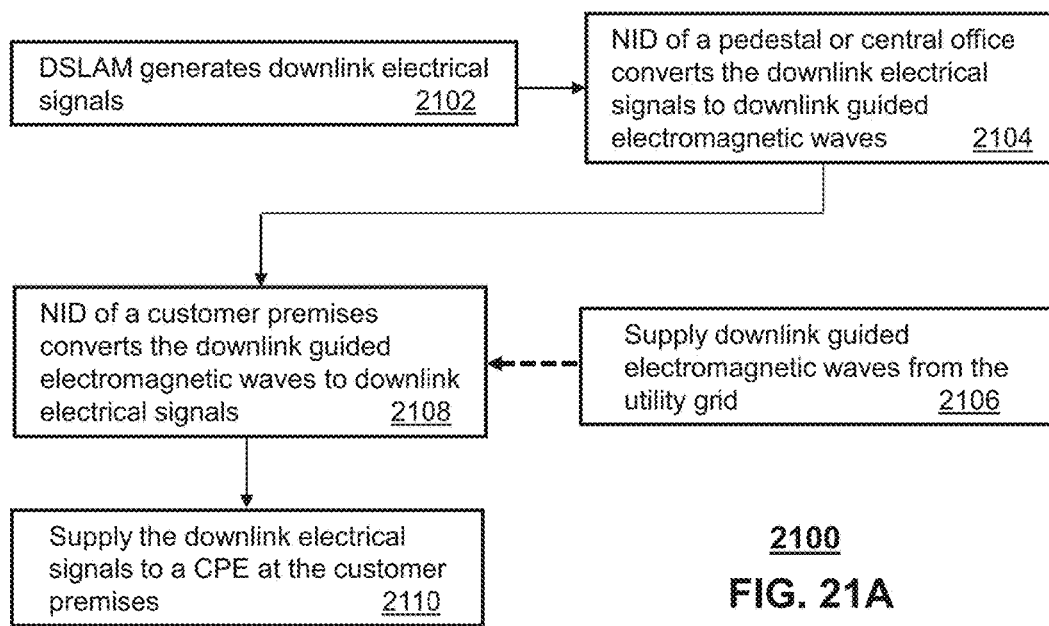 DSLAM generates downlink electrical
signals 2102
NID of a pedestal or central office
converts the downlink electrical
signals to downlink guided
electromagnetic waves 2104
NID of a customer premises
converts the downlink guided
electromagnetic waves to downlink
electrical signals 2108
Supply downlink guided
electromagnetic waves from the
utility grid 2106
Supply the downlink electrical
signals to a CPE at the customer
premises 2110
2100
FIG. 21A